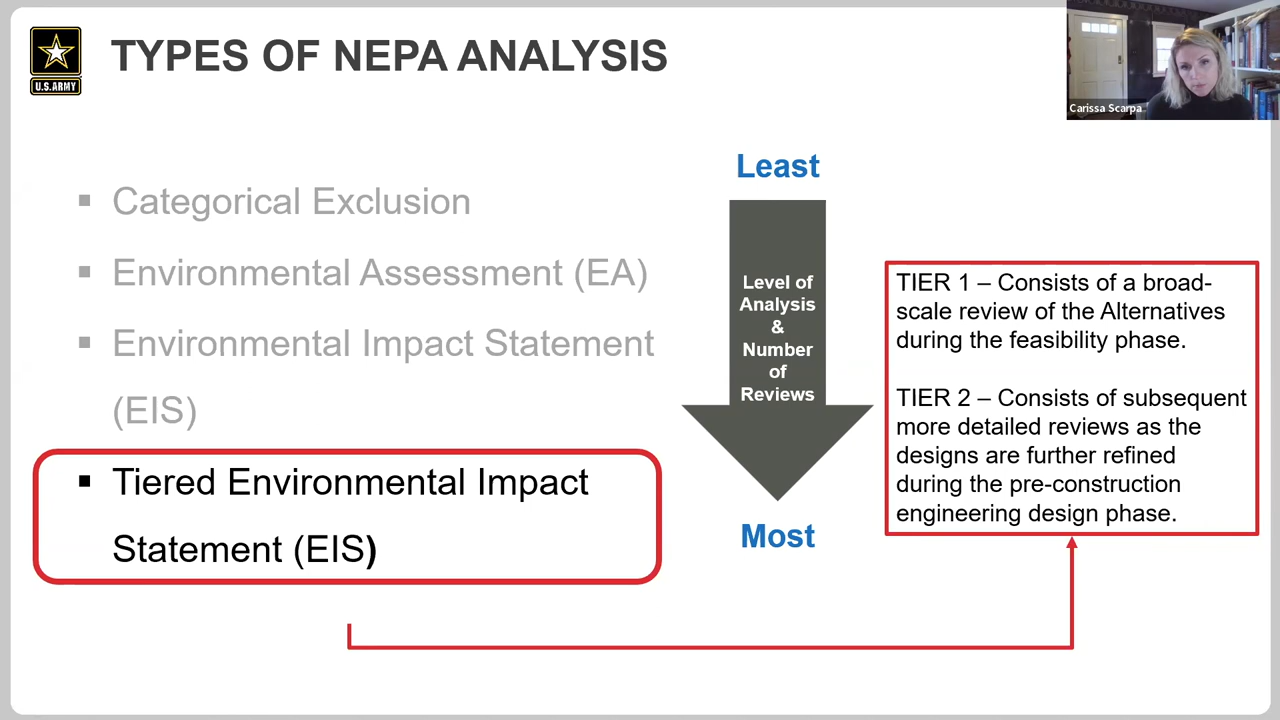 U.S.ARMY
TYPES OF NEPA ANALYSIS
Carissa Scarpa
▪ Categorical Exclusion
▪ Environmental Assessment (EA)
▪ Environmental Impact Statement
(EIS)
▪ Tiered Environmental Impact
Statement (EIS)
Least
Level of
Analysis
&
Number
of
Reviews
Most
TIER 1 – Consists of a broad-
scale review of the Alternatives
during the feasibility phase.
TIER 2 – Consists of subsequent
more detailed reviews as the
designs are further refined
during the pre-construction
engineering design phase.